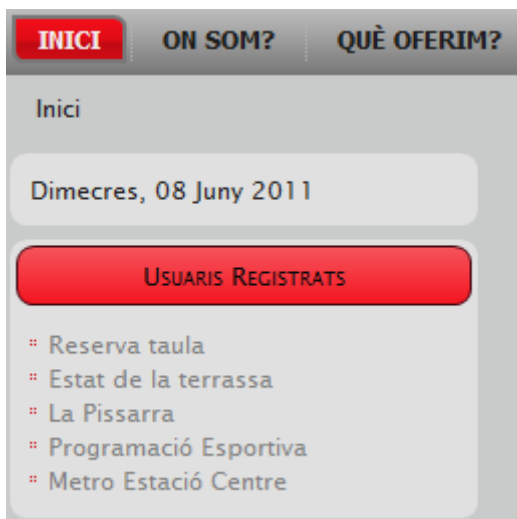 INICI ON SOM? QUÈ OFERIM?
Inici
Dimecres, 08 Juny 2011
USUARIS REGISTRATS
Reserva taula
Estat de la terrassa
La Pissarra
Programació Esportiva
Metro Estació Centre